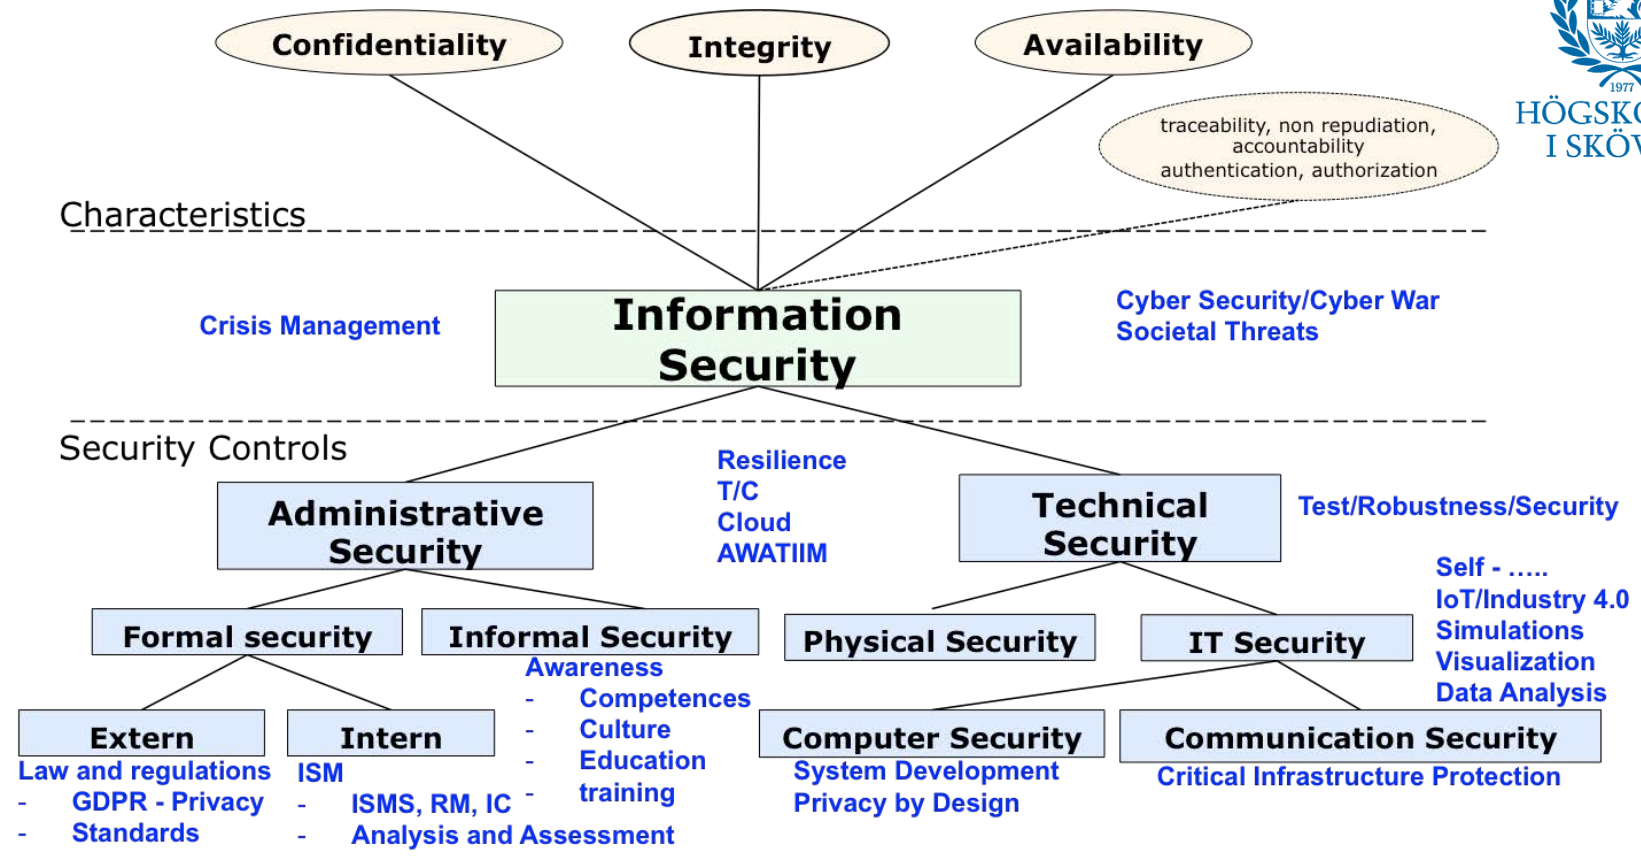 Confidentiality
Integrity
Availability
1977
I SKÖV
traceability, non repudiation,
accountability
authentication, authorization
Characteristics
Crisis Management
Information
Security
Cyber Security/Cyber War
Societal Threats
Security Controls
Resilience
T/C
Cloud
AWATIIM
Administrative
Security
Technical
Security
Test/Robustness/Security
Self - .....
IoT/Industry 4.0
Simulations
Visualization
Data Analysis
Formal security
Informal Security
Physical Security
IT Security
Awareness
- Competences
- Culture
- Education
- training
Extern
Intern
Computer Security
Communication Security
Law and regulations
- GDPR - Privacy
- Standards
ISM
- ISMS, RM, IC
- Analysis and Assessment
System Development
Privacy by Design
Critical Infrastructure Protection